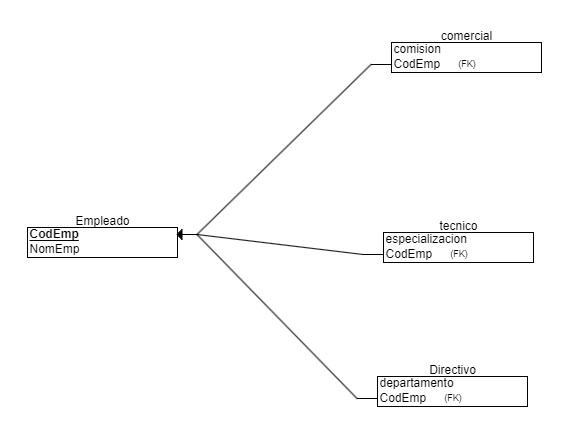 comercial
comision
CodEmp (FK)
Empleado
CodEmp
NomEmp
tecnico
especializacion
CodEmp (FK)
Directivo
departamento
CodEmp (FK)